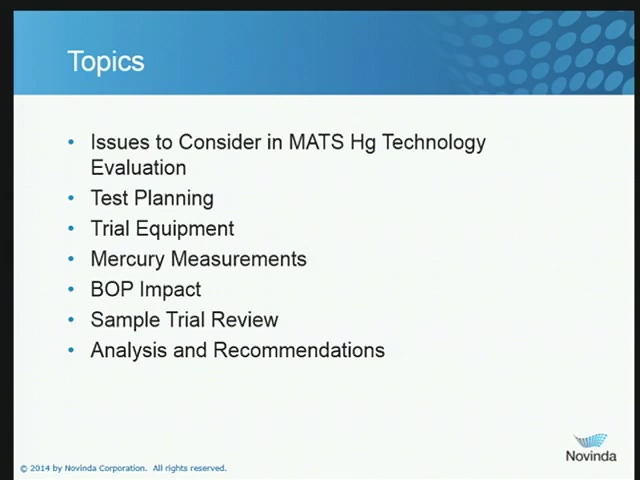 Topics
• Issues to Consider in MATS Hg Technology
Evaluation
• Test Planning
• Trial Equipment
• Mercury Measurements
• BOP Impact
• Sample Trial Review
• Analysis and Recommendations
Novinda
© 2014 by Novinda Corporation. All rights reserved.